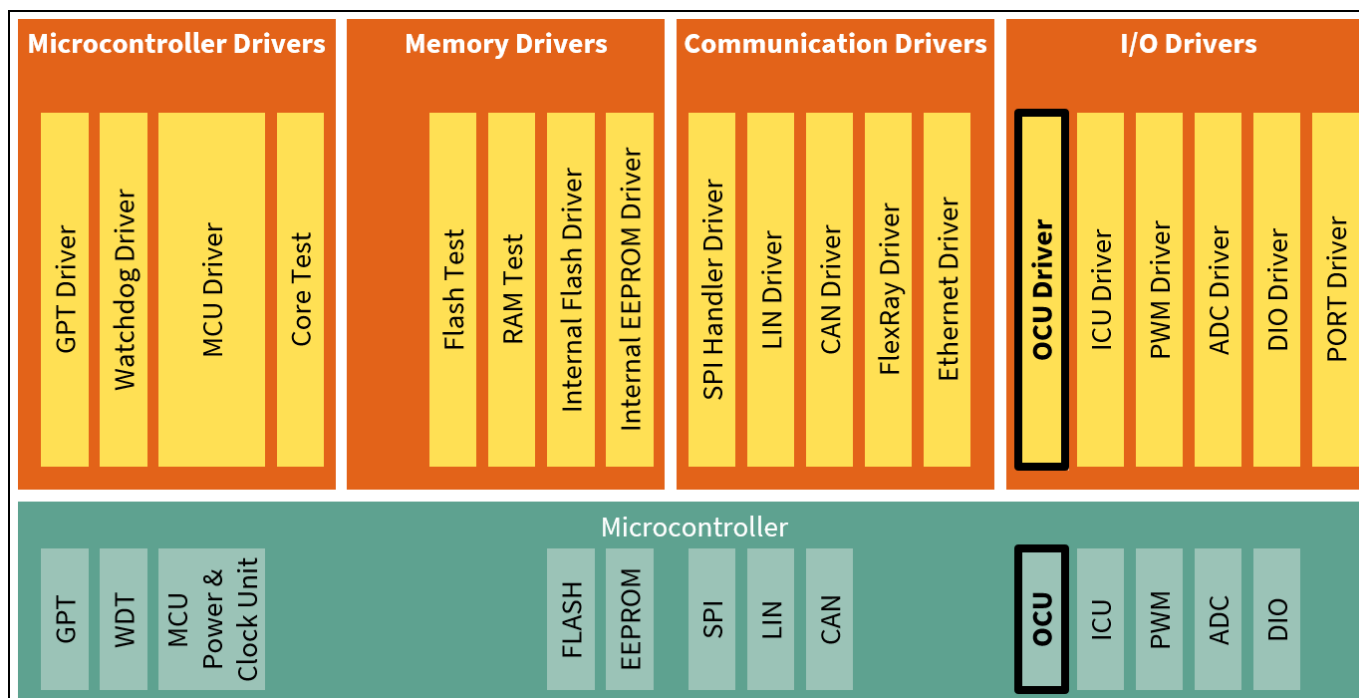 Microcontroller Drivers
Memory Drivers
Communication Drivers
I/O Drivers
GPT Driver
Watchdog Driver
MCU Driver
Core Test
Flash Test
RAM Test
Internal Flash Driver
Internal EEPROM Driver
SPI Handler Driver
LIN Driver
CAN Driver
FlexRay Driver
Ethernet Driver
OCU Driver
ICU Driver
PWM Driver
ADC Driver
DIO Driver
PORT Driver
Microcontroller
GPT
WDT
MCU
Power &
Clock Unit
FLASH
EEPROM
SPI
LIN
CAN
OCU
ICU
PWM
ADC
DIO